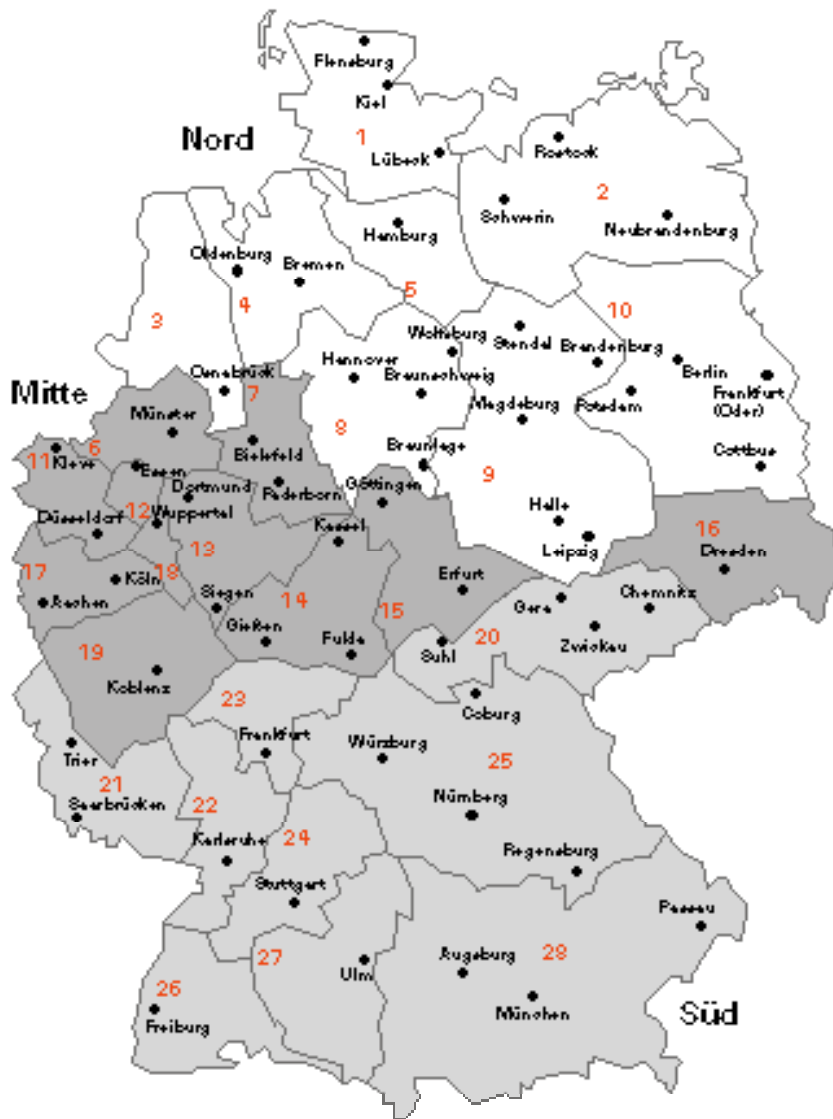 Flensburg
Kiel
1
Nord
Lübeck
Rostock
2
Schwerin
Neubrandenburg
Hamburg
Oldenburg
Bremen
5
4
3
10
Wolfsburg
Stendal
Brandenburg
Hannover
Berlin
Osnabrück
7
Braunschweig
Frankfurt
(Oder)
Mitte
Potsdam
Magdeburg
Münster
8
6
11
Kleve
Bielefeld
Braunlage
Cottbus
Essen
9
Dortmund
Paderborn
Göttingen
12
Wuppertal
Halle
Düsseldorf
Kassel
16
13
Leipzig
Dresden
17
Köln
18
Erfurt
Aachen
Siegen
14
15
Gera
Chemnitz
Gießen
20
Zwickau
19
Fulda
Suhl
Koblenz
23
Coburg
Frankfurt
Würzburg
Trier
25
21
Saarbrücken
22
Nürnberg
Karlsruhe
24
Regensburg
Stuttgart
Passau
27
Ulm
Augsburg
28
26
Freiburg
München
Süd